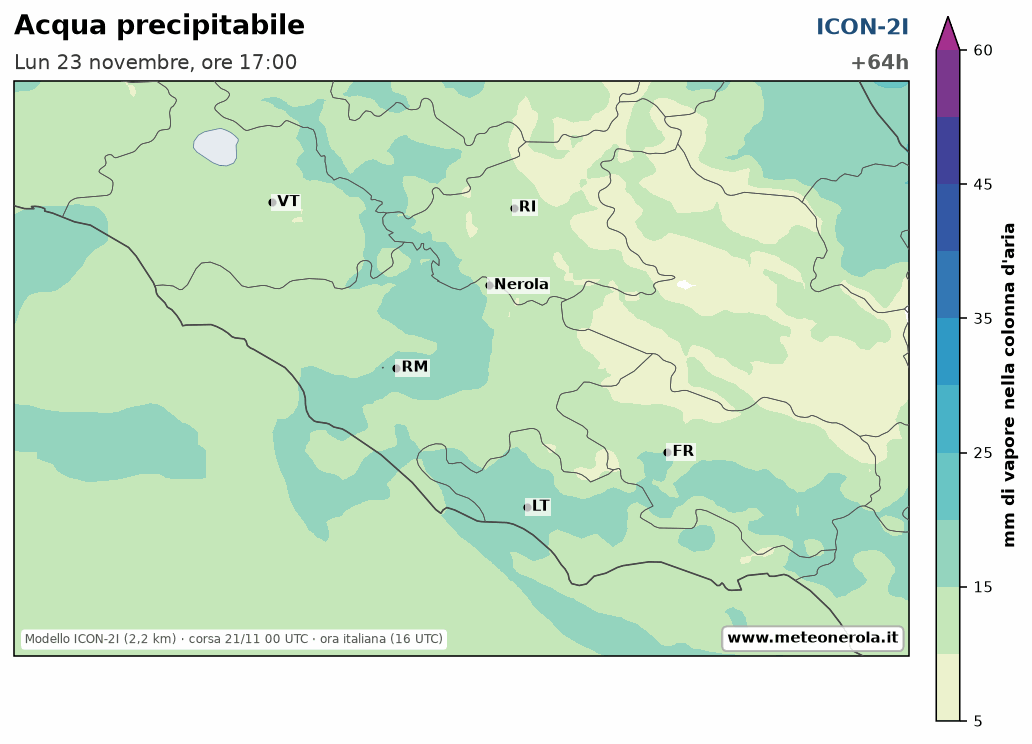 Acqua precipitabile
ICON-2I
Lun 23 novembre, ore 17:00
+64h
60
45
35
25
15
5
mm di vapore nella colonna d'aria
VT
RI
Nerola
RM
FR
LT
Modello ICON-2I (2,2 km) · corsa 21/11 00 UTC · ora italiana (16 UTC)
www.meteonerola.it